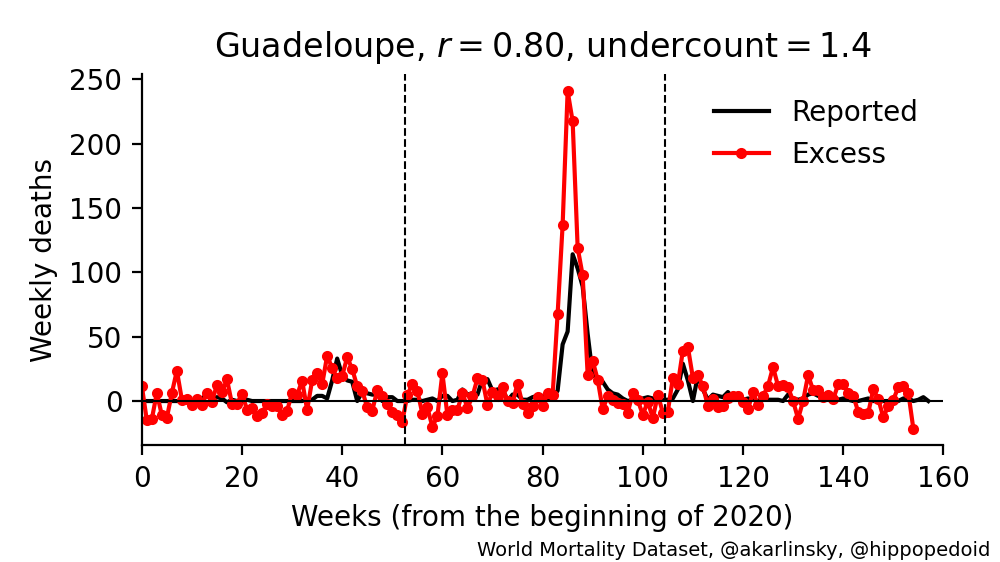 Guadeloupe, r = 0.80, undercount = 1.4
250
200
150
100
50
0
Weekly deaths
Reported
Excess
0 20 40 60 80 100 120 140 160
Weeks (from the beginning of 2020)
World Mortality Dataset, @akarlinsky, @hippopedoid